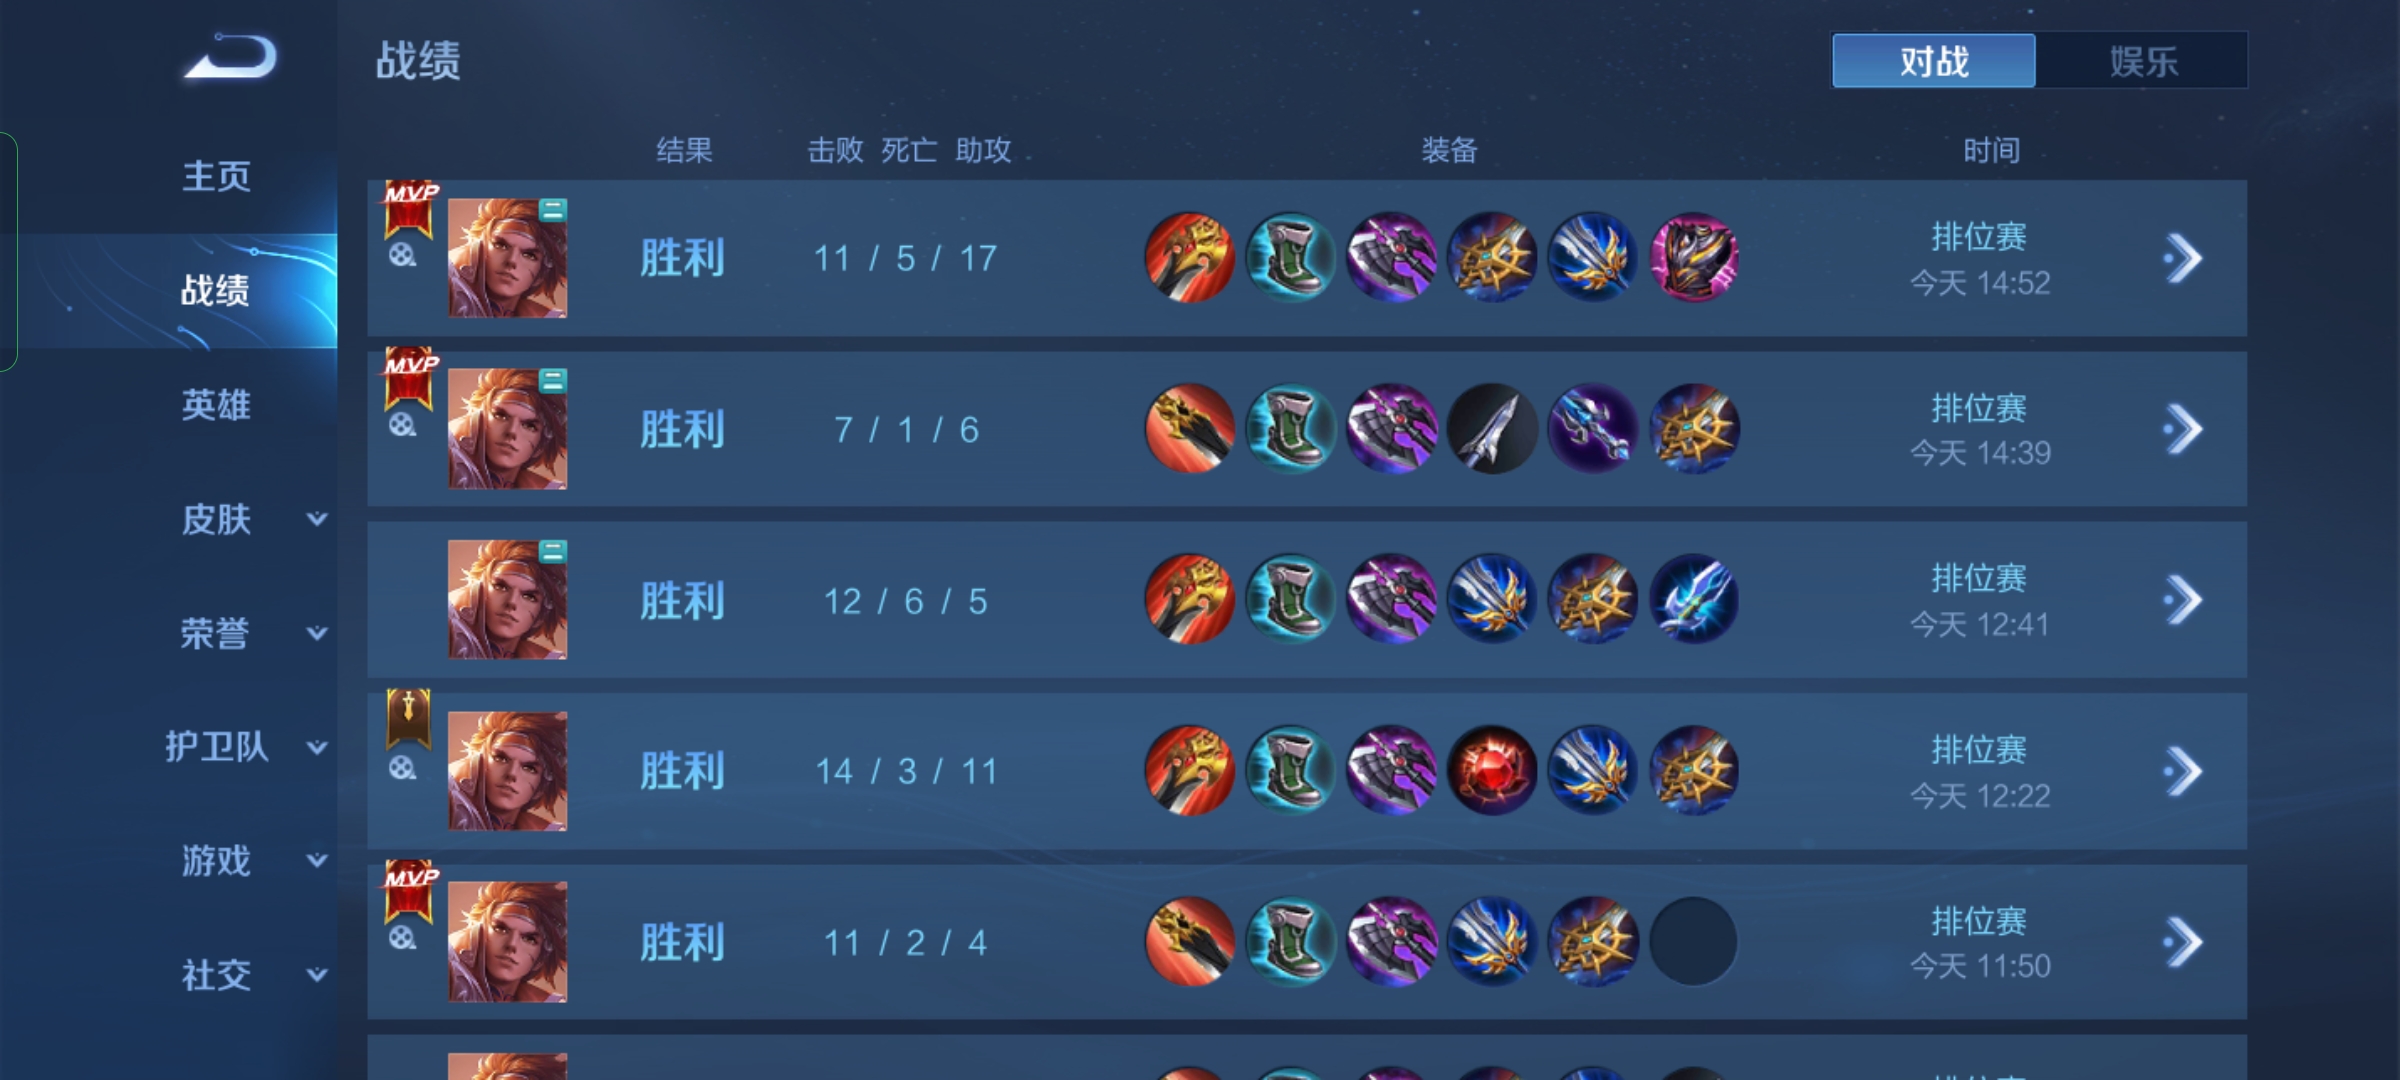 战绩
对战 娱乐
主页
战绩
英雄
皮肤
荣誉
护卫队
游戏
社交
结果 击败 死亡 助攻 装备 时间
MVP 二 胜利 11 / 5 / 17 排位赛
今天 14:52
MVP 二 胜利 7 / 1 / 6 排位赛
今天 14:39
二 胜利 12 / 6 / 5 排位赛
今天 12:41
胜利 14 / 3 / 11 排位赛
今天 12:22
MVP 胜利 11 / 2 / 4 排位赛
今天 11:50